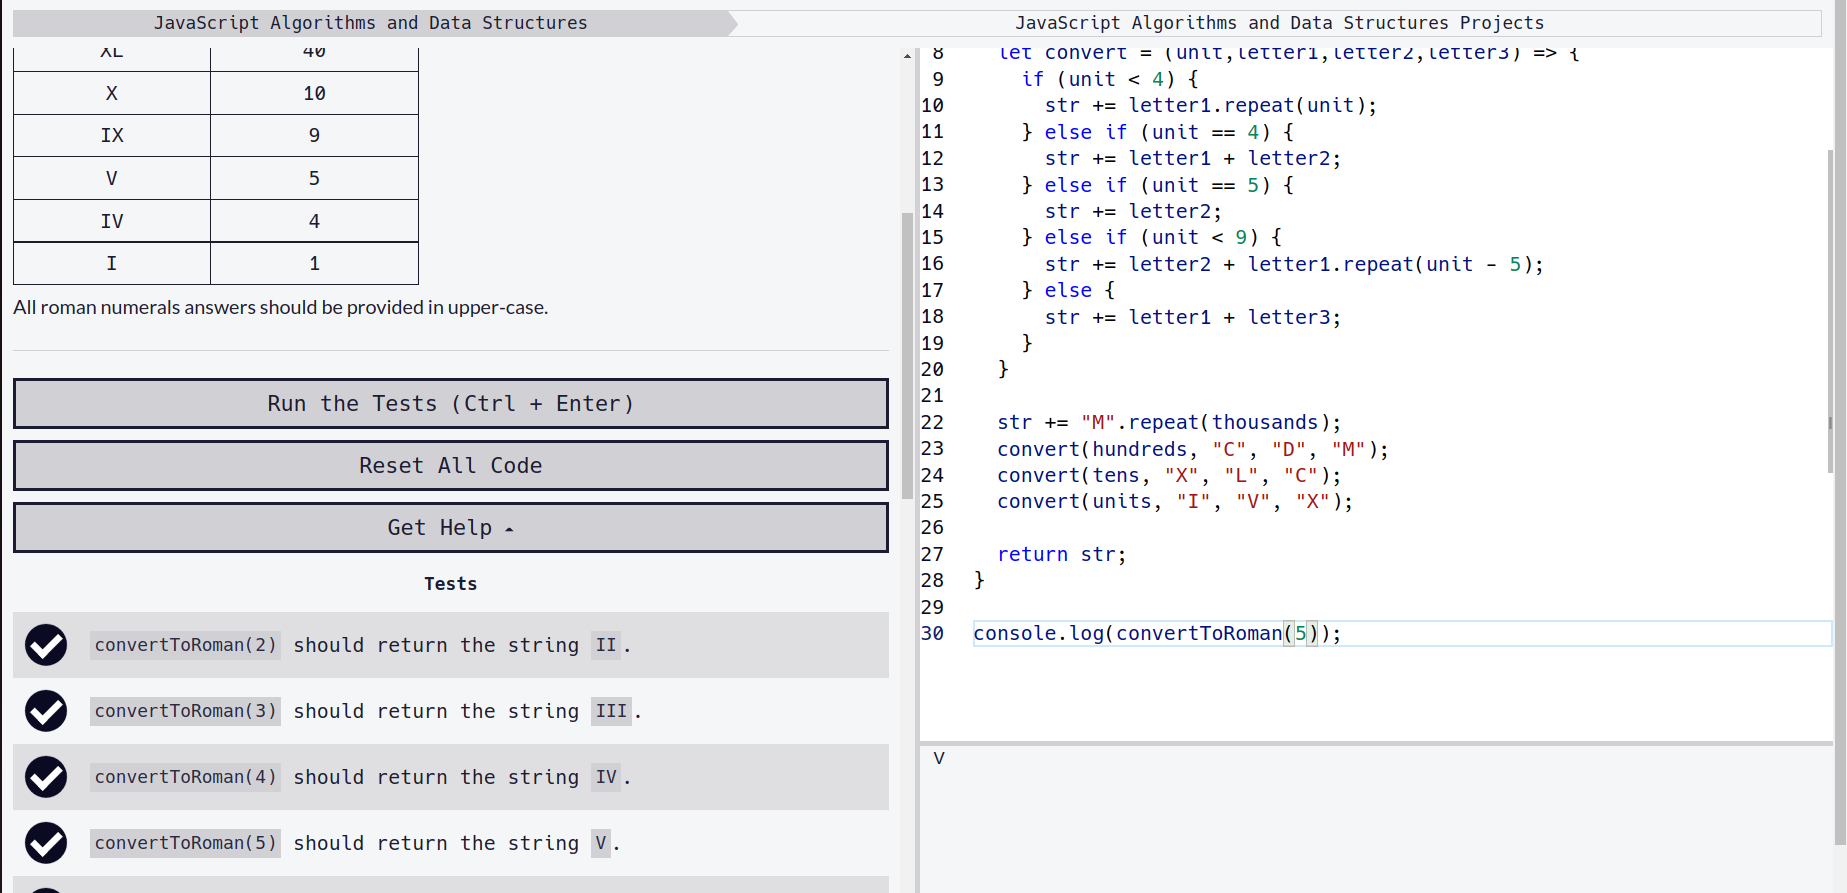 JavaScript Algorithms and Data Structures
JavaScript Algorithms and Data Structures Projects
XL 40
X 10
IX 9
V 5
IV 4
I 1
All roman numerals answers should be provided in upper-case.
Run the Tests (Ctrl + Enter)
Reset All Code
Get Help
Tests
convertToRoman(2) should return the string II.
convertToRoman(3) should return the string III.
convertToRoman(4) should return the string IV.
convertToRoman(5) should return the string V.
8 let convert = (unit,letter1,letter2,letter3) => {
9 if (unit < 4) {
10 str += letter1.repeat(unit);
11 } else if (unit == 4) {
12 str += letter1 + letter2;
13 } else if (unit == 5) {
14 str += letter2;
15 } else if (unit < 9) {
16 str += letter2 + letter1.repeat(unit - 5);
17 } else {
18 str += letter1 + letter3;
19 }
20 }
21
22 str += "M".repeat(thousands);
23 convert(hundreds, "C", "D", "M");
24 convert(tens, "X", "L", "C");
25 convert(units, "I", "V", "X");
26
27 return str;
28 }
29
30 console.log(convertToRoman(5));
V